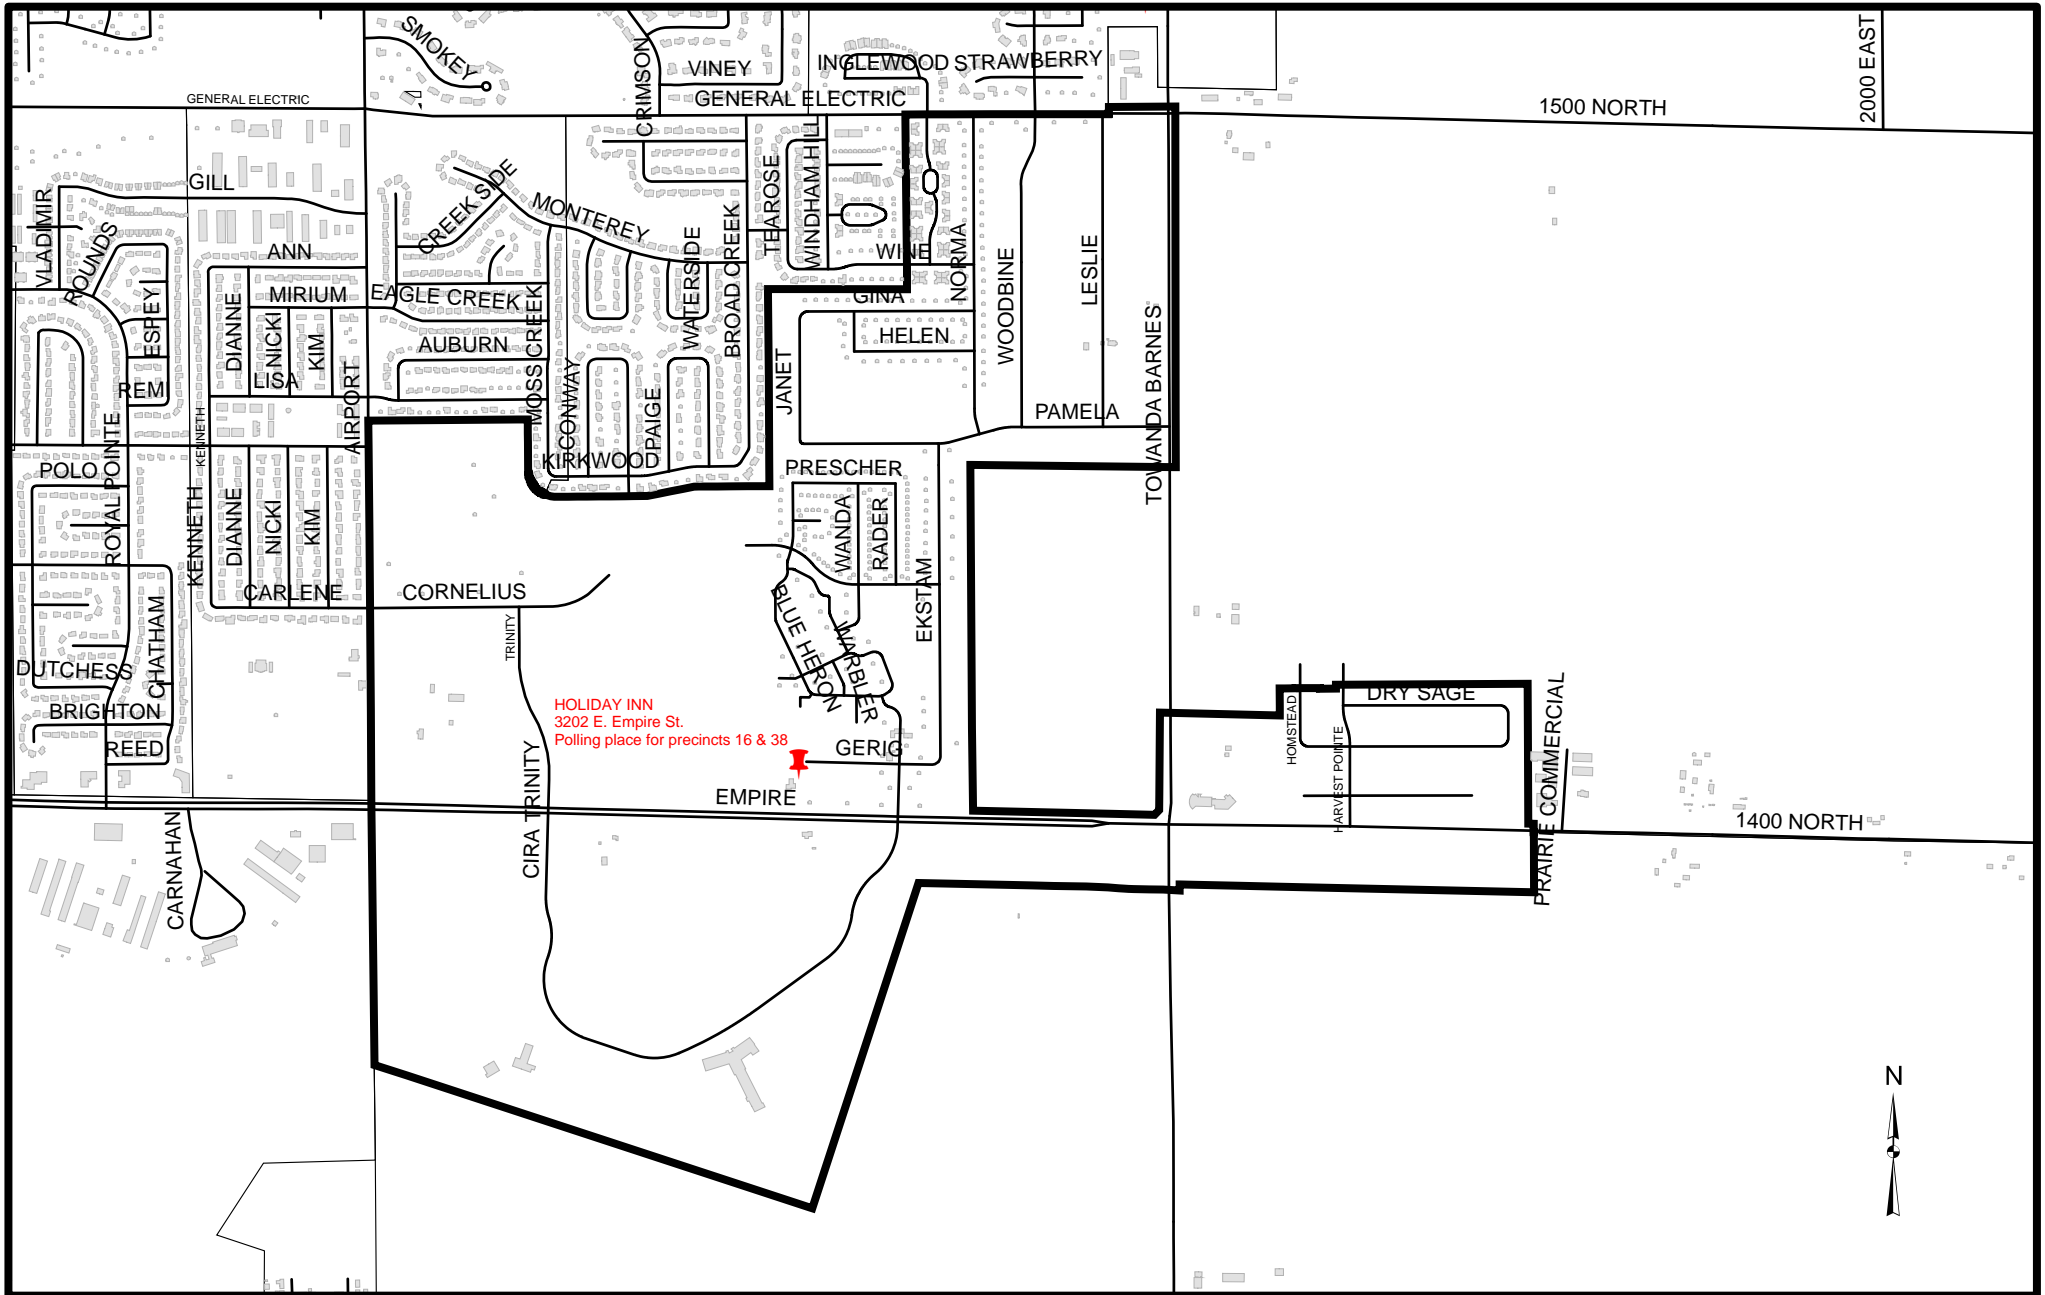 SMOKEY
CRIMSON
VINEY
INGLEWOOD
STRAWBERRY
2000 EAST
GENERAL ELECTRIC
GENERAL ELECTRIC
1500 NORTH
GILL
CREEK SIDE
MONTEREY
TEAROSE
WINDHAMHILL
VLADIMIR
ROUNDS
ANN
WATERSIDE
BROAD CREEK
WINE
NORMA
WOODBINE
LESLIE
ESPEY
DIANNE
MIRIUM
NICKI
KIM
EAGLE CREEK
MOSSCREEK
GINA
HELEN
AUBURN
REM
LISA
AIRPORT
CONWAY
PAIGE
JANET
TOWANDA BARNES
PAMELA
KENNETH
ROYAL POINTE
POLO
KIRKWOOD
PRESCHER
KENNETH
DIANNE
NICKI
KIM
WANDA
RADER
EKSTAM
CARLENE
CORNELIUS
TRINITY
BLUE HERON
WARBLER
CHATHAM
DUTCHESS
BRIGHTON
REED
HOLIDAY INN
3202 E. Empire St.
Polling place for precincts 16 & 38
GERIG
CIRA TRINITY
EMPIRE
HOMSTEAD
HARVEST POINTE
DRY SAGE
PRAIRIE COMMERCIAL
1400 NORTH
CARNAHAN
N